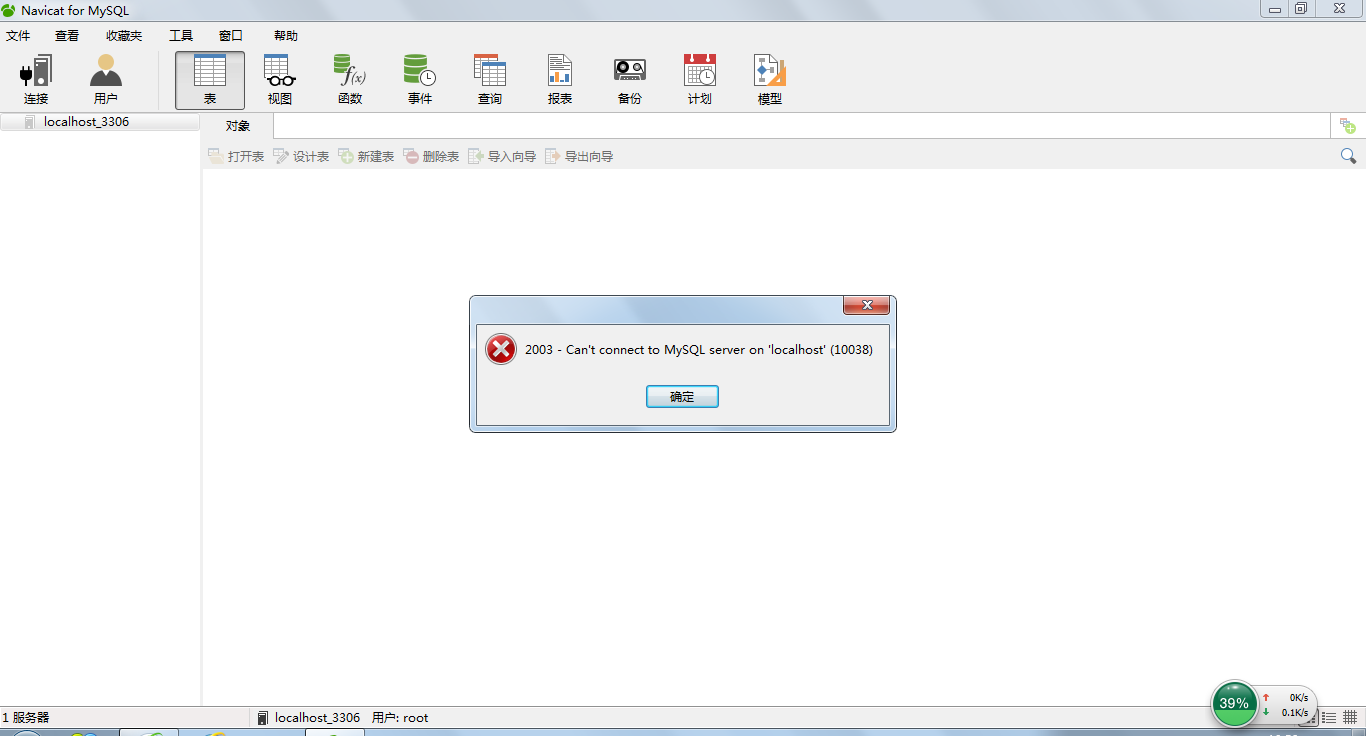 Navicat for MySQL
文件 查看 收藏夹 工具 窗口 帮助
连接 用户 表 视图 函数 事件 查询 报表 备份 计划 模型
f(x)
localhost_3306
对象
打开表 设计表 新建表 删除表 导入向导 导出向导
2003 - Can't connect to MySQL server on 'localhost' (10038)
确定
39%
0K/s
0.1K/s
1 服务器 localhost_3306 用户: root